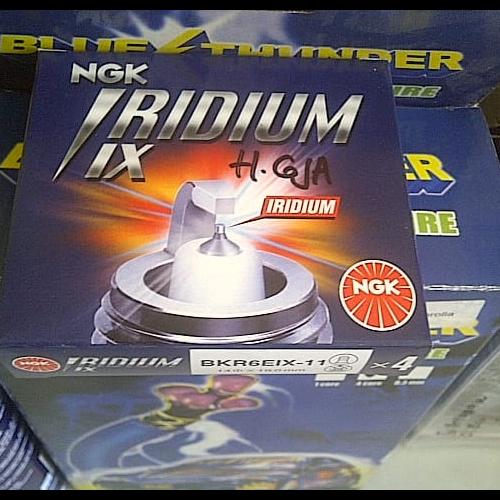 BLUE THUNDER
NGK
IRIDIUM
IX
H. GJA
IRIDIUM
NGK
IRIDIUM
IX
BKR6EIX-11
×4